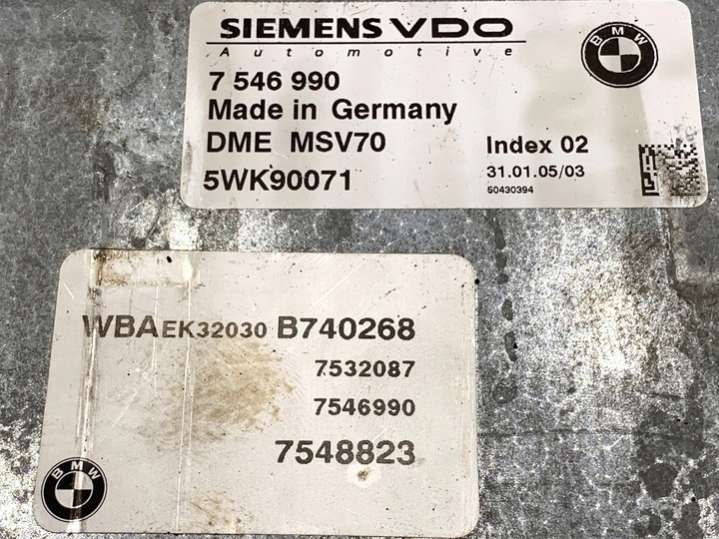 SIEMENS VDO
Automotive
BMW
7 546 990
Made in Germany
DME MSV70
Index 02
5WK90071
31.01.05/03
50430394
WBAEK32030 B740268
7532087
7546990
7548823
BMW